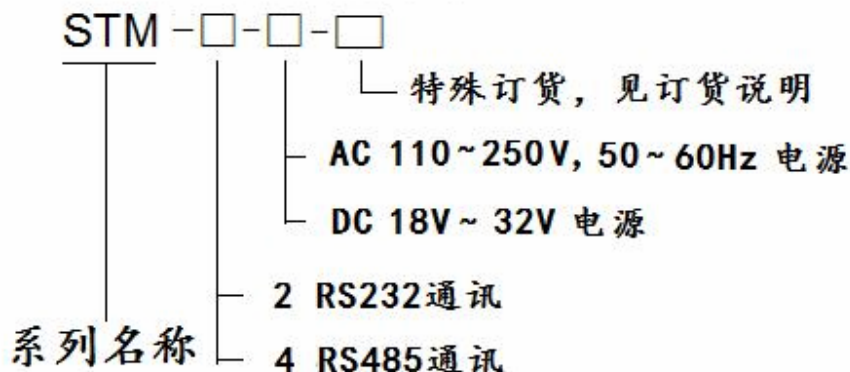 STM-□-□-□
特殊订货，见订货说明
AC 110~250V, 50~60Hz 电源
DC 18V~ 32V 电源
2 RS232通讯
系列名称
4 RS485通讯